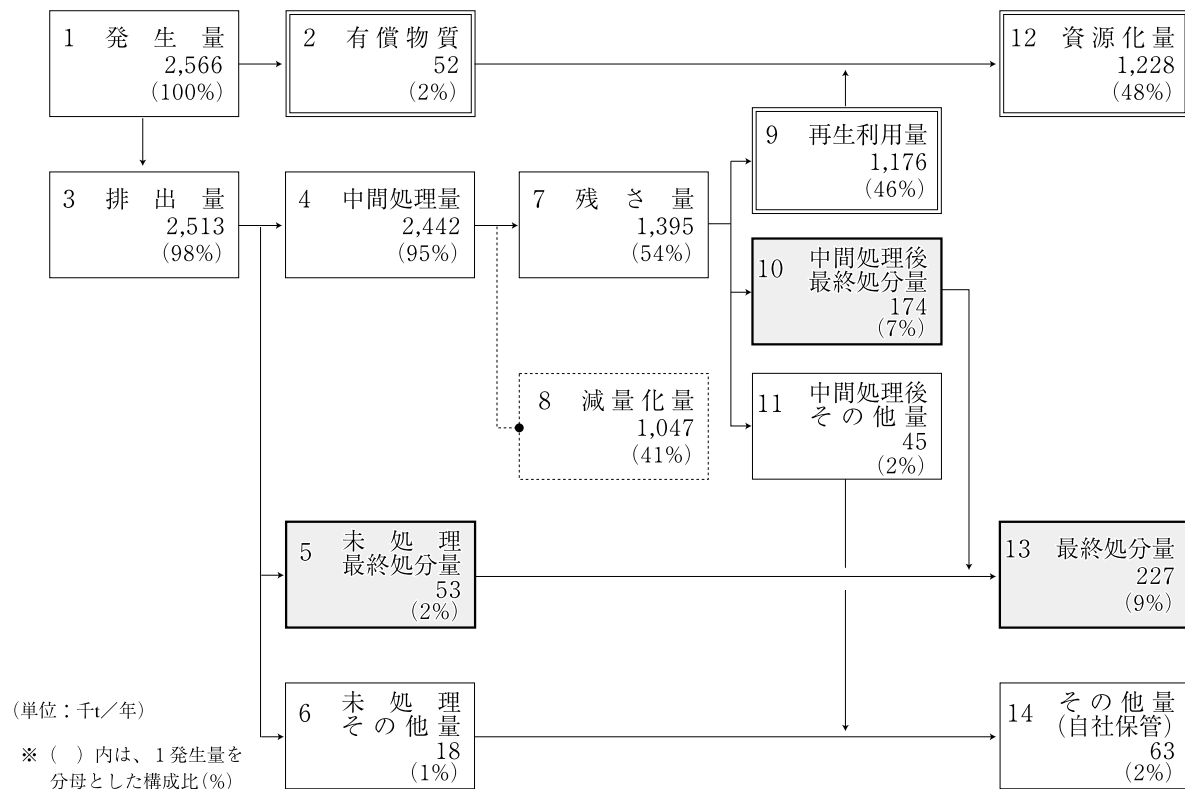 1 発生量
2,566
(100%)
2 有償物質
52
(2%)
12 資源化量
1,228
(48%)
9 再生利用量
1,176
(46%)
3 排出量
2,513
(98%)
4 中間処理量
2,442
(95%)
7 残さ量
1,395
(54%)
10 中間処理後
最終処分量
174
(7%)
8 減量化量
1,047
(41%)
11 中間処理後
その他量
45
(2%)
5 未処理
最終処分量
53
(2%)
13 最終処分量
227
(9%)
6 未処理
その他量
18
(1%)
14 その他量
(自社保管)
63
(2%)
(単位：千t／年)
※（　）内は、1発生量を
分母とした構成比(%)